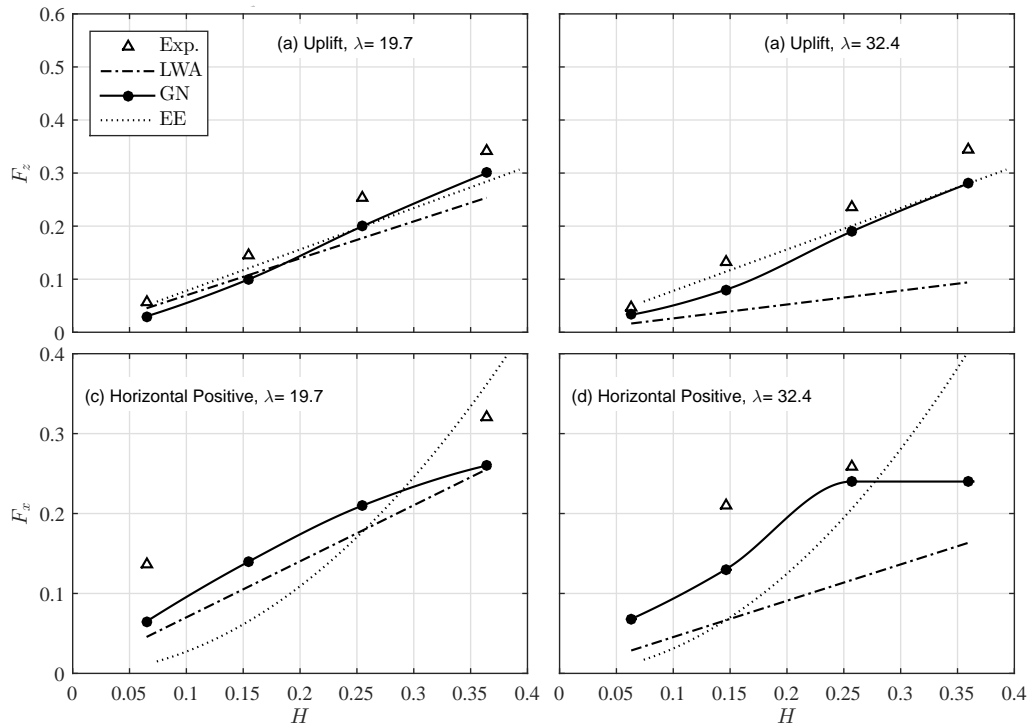 0.6
0.5
0.4
0.3
0.2
0.1
0
F_z
Exp.
LWA
GN
EE
(a) Uplift, λ= 19.7
(a) Uplift, λ= 32.4
0.4
0.3
0.2
0.1
0
F_x
(c) Horizontal Positive, λ= 19.7
(d) Horizontal Positive, λ= 32.4
0 0.05 0.1 0.15 0.2 0.25 0.3 0.35 0.4
H
0 0.05 0.1 0.15 0.2 0.25 0.3 0.35 0.4
H